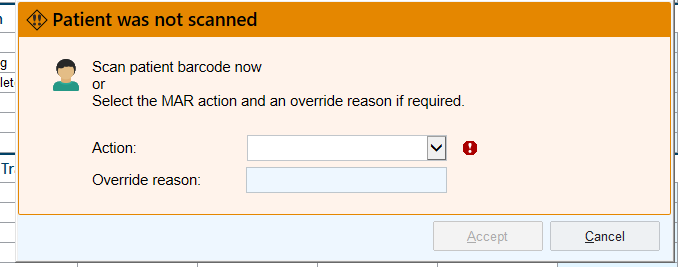 Patient was not scanned
Scan patient barcode now
or
Select the MAR action and an override reason if required.
Action:
Override reason:
Accept
Cancel